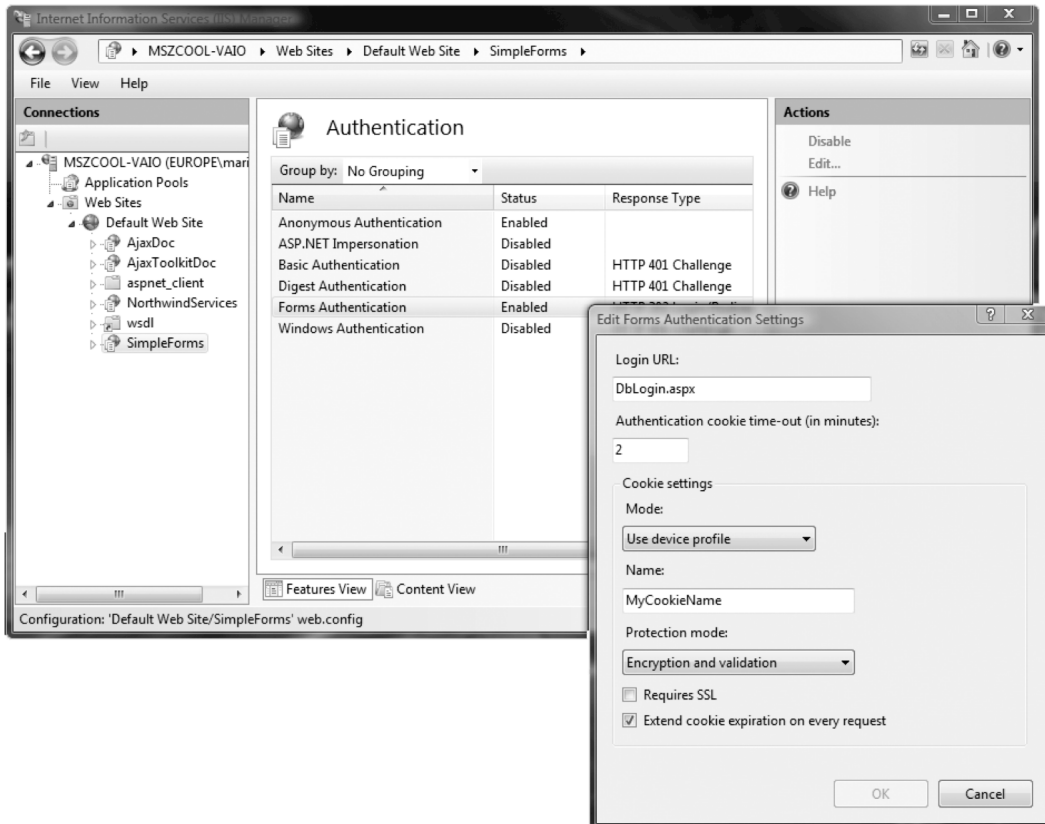 Internet Information Services (IIS) Manager
MSZCOOL-VAIO Web Sites Default Web Site SimpleForms
File View Help
Connections
MSZCOOL-VAIO (EUROPE\mari
Application Pools
Web Sites
Default Web Site
AjaxDoc
AjaxToolkitDoc
aspnet_client
NorthwindServices
wsdl
SimpleForms
Authentication
Group by: No Grouping
Name Status Response Type
Anonymous Authentication Enabled
ASP.NET Impersonation Disabled
Basic Authentication Disabled HTTP 401 Challenge
Digest Authentication Disabled HTTP 401 Challenge
Forms Authentication Enabled
Windows Authentication Disabled
Features View Content View
Actions
Disable
Edit...
Help
Configuration: 'Default Web Site/SimpleForms' web.config
Edit Forms Authentication Settings
Login URL:
DbLogin.aspx
Authentication cookie time-out (in minutes):
2
Cookie settings
Mode:
Use device profile
Name:
MyCookieName
Protection mode:
Encryption and validation
Requires SSL
Extend cookie expiration on every request
OK Cancel